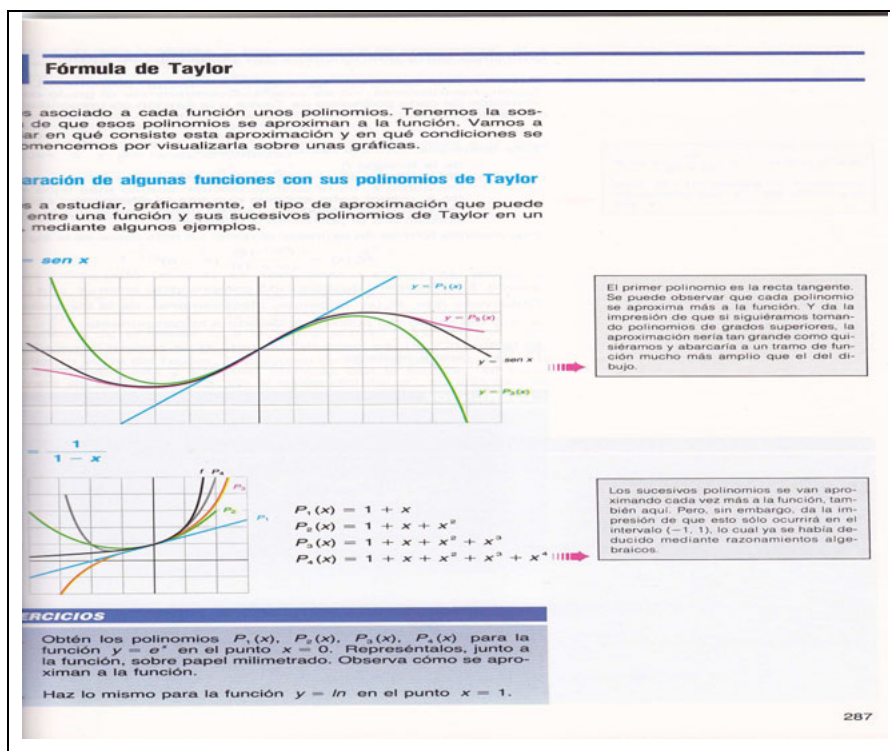 Fórmula de Taylor
s asociado a cada función unos polinomios. Tenemos la sos-
de que esos polinomios se aproximan a la función. Vamos a
ar en qué consiste esta aproximación y en qué condiciones se
omencemos por visualizarla sobre unas gráficas.
aración de algunas funciones con sus polinomios de Taylor
s a estudiar, gráficamente, el tipo de aproximación que puede
entre una función y sus sucesivos polinomios de Taylor en un
, mediante algunos ejemplos.
= sen x
y = P₁(x)
y = P₅(x)
y = sen x
y = P₃(x)
El primer polinomio es la recta tangente.
Se puede observar que cada polinomio
se aproxima más a la función. Y da la
impresión de que si siguiéramos toman-
do polinomios de grados superiores, la
aproximación sería tan grande como qui-
siéramos y abarcaría a un tramo de fun-
ción mucho más amplio que el del di-
bujo.
= 1
1 − x
f P₄
P₃
P₂
P₁
P₁(x) = 1 + x
P₂(x) = 1 + x + x²
P₃(x) = 1 + x + x² + x³
P₄(x) = 1 + x + x² + x³ + x⁴
Los sucesivos polinomios se van apro-
ximando cada vez más a la función, tam-
bién aquí. Pero, sin embargo, da la im-
presión de que esto sólo ocurrirá en el
intervalo (−1, 1), lo cual ya se había de-
ducido mediante razonamientos alge-
braicos.
ERCICIOS
Obtén los polinomios P₁(x), P₂(x), P₃(x), P₄(x) para la
función y = eˣ en el punto x = 0. Represéntalos, junto a
la función, sobre papel milimetrado. Observa cómo se apro-
ximan a la función.
Haz lo mismo para la función y = ln en el punto x = 1.
287